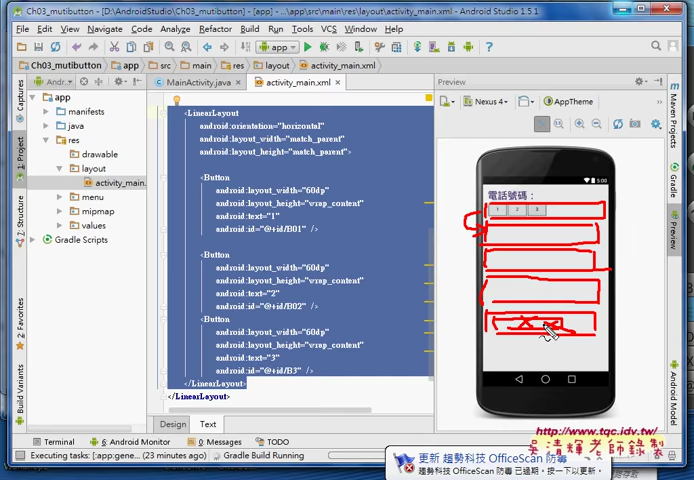 Ch03_mutibutton - [D:\AndroidStudio\Ch03_mutibutton] - [app] - ...\app\src\main\res\layout\activity_main.xml - Android Studio 1.5.1
File Edit View Navigate Code Analyze Refactor Build Run Tools VCS Window Help
app
Ch03_mutibutton app src main res layout activity_main.xml
Andr... MainActivity.java activity_main.xml Preview
app
manifests
java
res
drawable
layout
activity_main.
menu
mipmap
values
Gradle Scripts
Captures
1: Project
7: Structure
2: Favorites
Build Variants
<LinearLayout
android:orientation="horizontal"
android:layout_width="match_parent"
android:layout_height="match_parent">
<Button
android:layout_width="60dp"
android:layout_height="wrap_content"
android:text="1"
android:id="@+id/B01" />
<Button
android:layout_width="60dp"
android:layout_height="wrap_content"
android:text="2"
android:id="@+id/B02" />
<Button
android:layout_width="60dp"
android:layout_height="wrap_content"
android:text="3"
android:id="@+id/B3" />
</LinearLayout>
</LinearLayout>
Design Text
Nexus 4 AppTheme
5:00
電話號碼：
1 2 3
Maven Projects
Gradle
Preview
Android Model
http://www.tqc.idv.tw/
吳清輝老師錄製
Terminal 6: Android Monitor 0: Messages TODO
Executing tasks: [:app:gene... (23 minutes ago) Gradle Build Running
更新 趨勢科技 OfficeScan 防毒
趨勢科技 OfficeScan 防毒 已過期。按一下以更新。